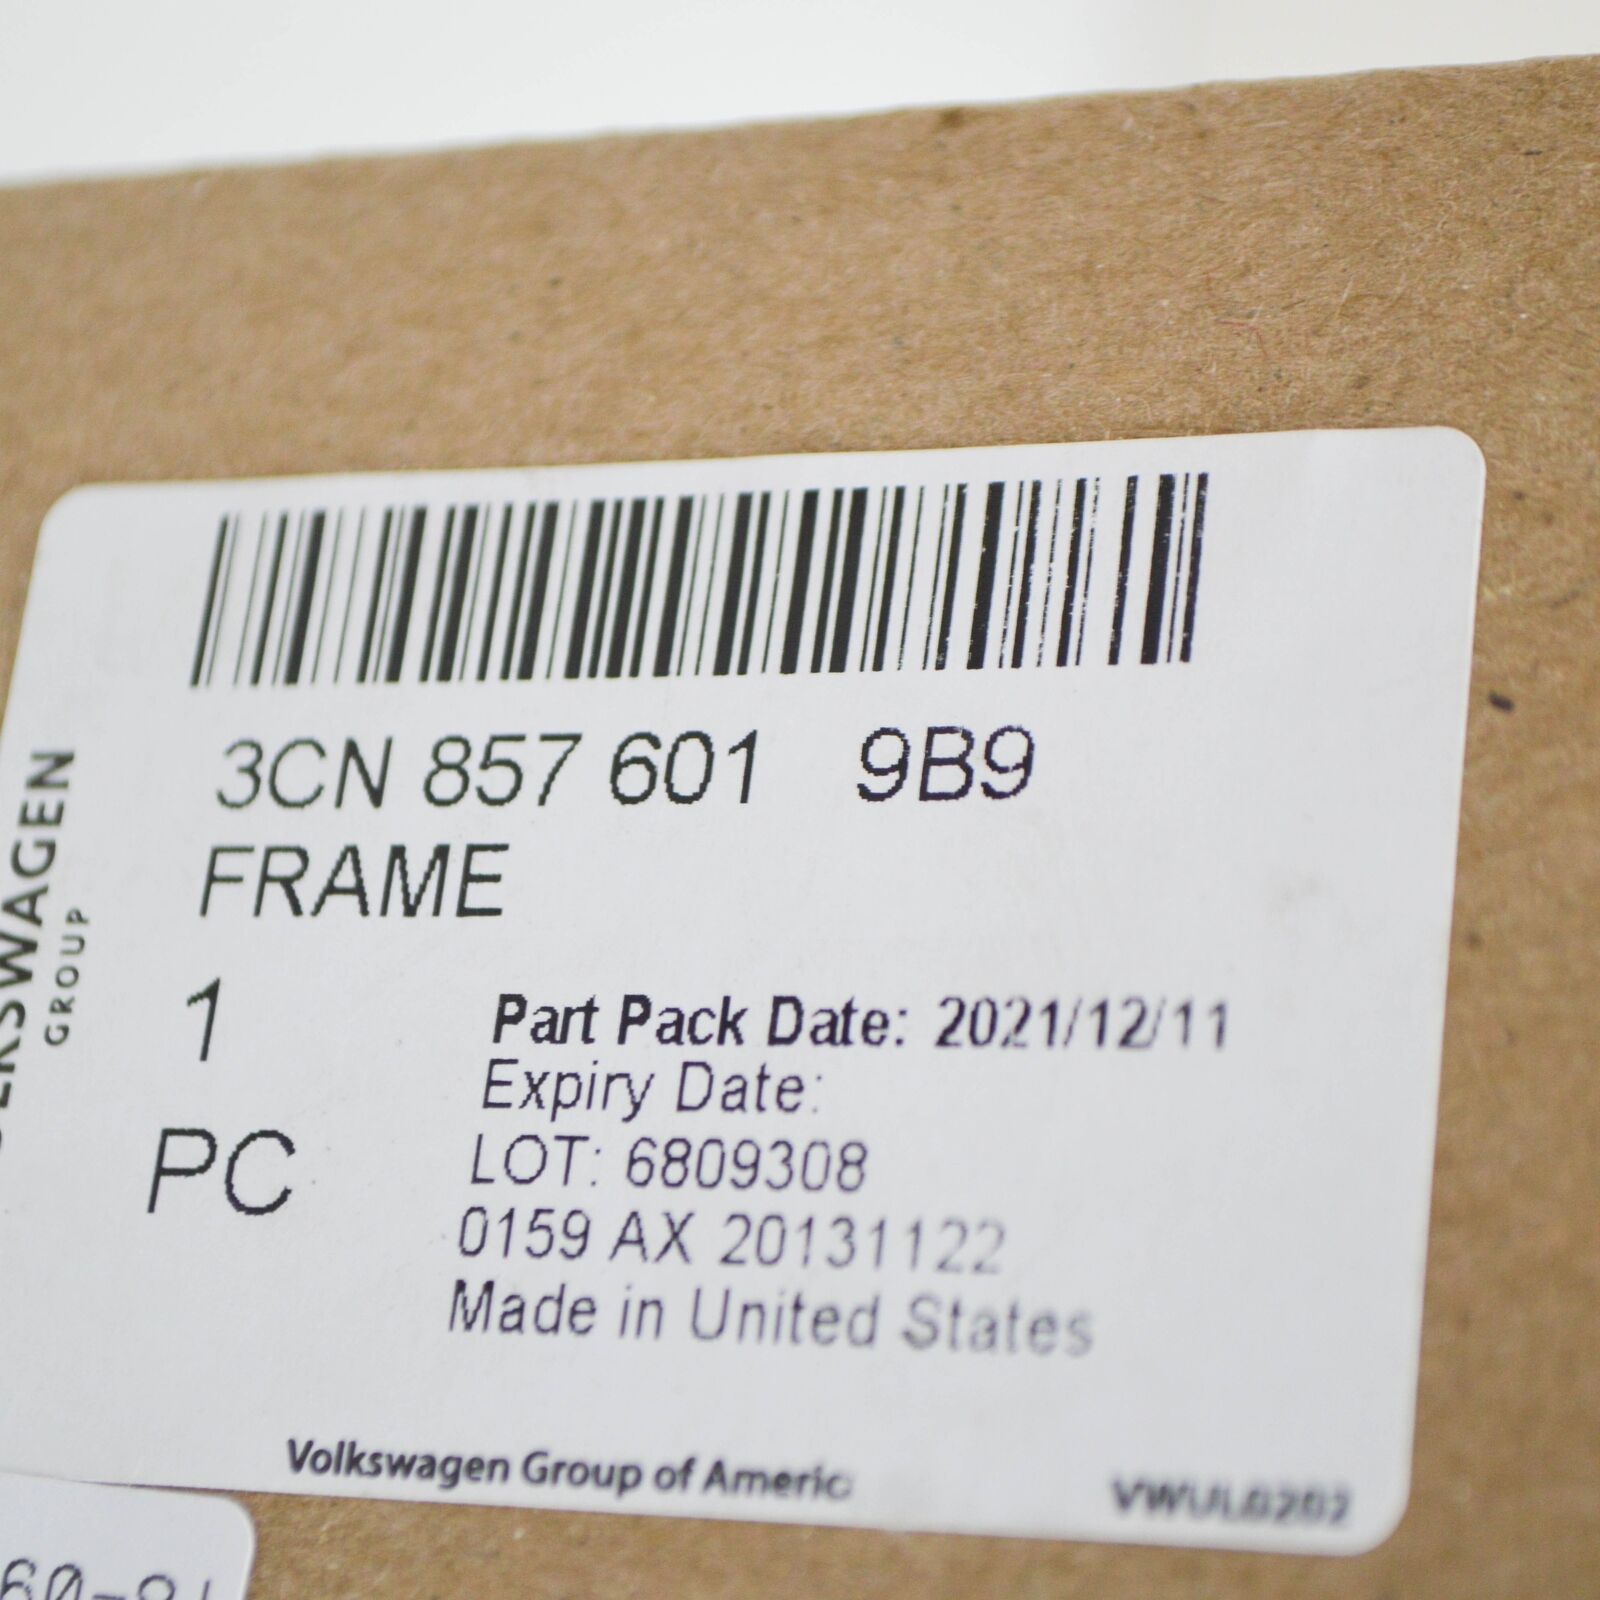 3CN 857 601 9B9
FRAME
1
PC
Part Pack Date: 2021/12/11
Expiry Date:
LOT: 6809308
0159 AX 20131122
Made in United States
Volkswagen Group of Americ
VWUL0202
GROUP